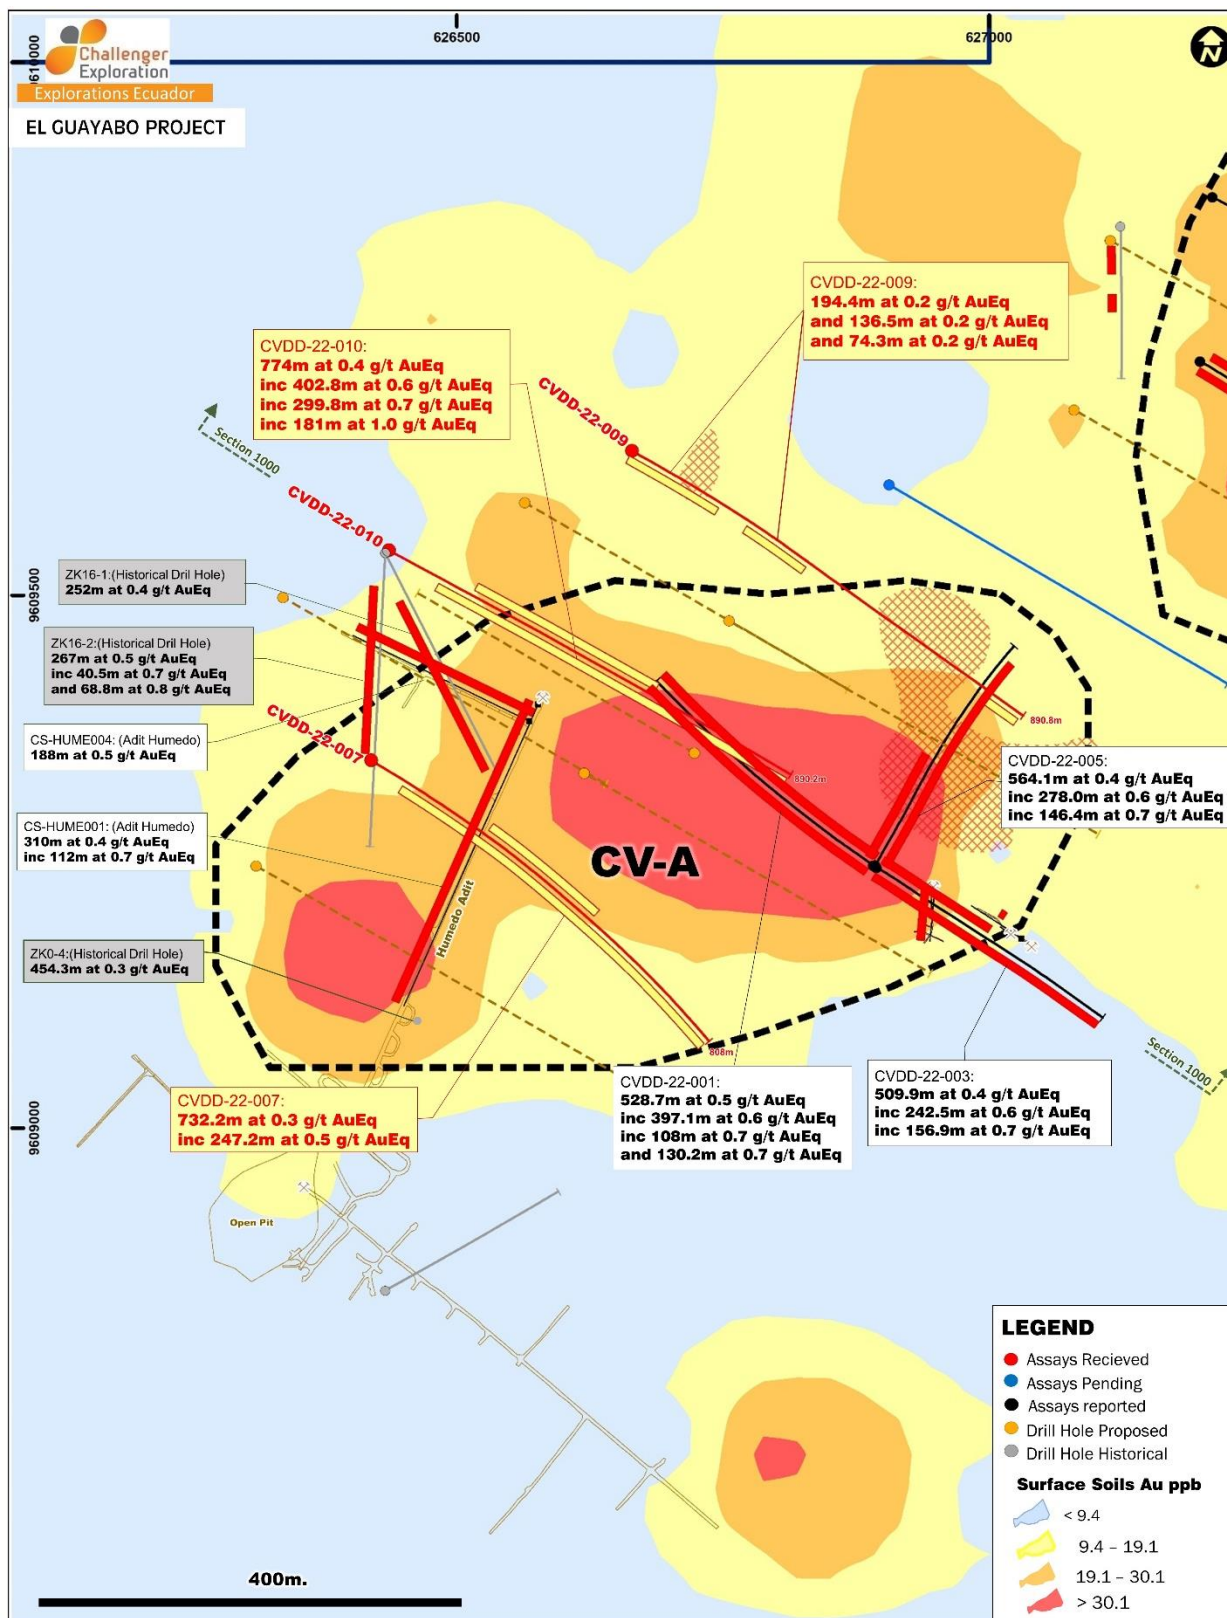 626500
627000
9610000
Challenger
Exploration
Explorations Ecuador
EL GUAYABO PROJECT
N
CVDD-22-009:
194.4m at 0.2 g/t AuEq
and 136.5m at 0.2 g/t AuEq
and 74.3m at 0.2 g/t AuEq
CVDD-22-010:
774m at 0.4 g/t AuEq
inc 402.8m at 0.6 g/t AuEq
inc 299.8m at 0.7 g/t AuEq
inc 181m at 1.0 g/t AuEq
CVDD-22-009
Section 1000
CVDD-22-010
9609500
ZK16-1:(Historical Dril Hole)
252m at 0.4 g/t AuEq
ZK16-2:(Historical Dril Hole)
267m at 0.5 g/t AuEq
inc 40.5m at 0.7 g/t AuEq
and 68.8m at 0.8 g/t AuEq
CS-HUME004: (Adit Humedo)
188m at 0.5 g/t AuEq
CVDD-22-007
890.8m
890.2m
CVDD-22-005:
564.1m at 0.4 g/t AuEq
inc 278.0m at 0.6 g/t AuEq
inc 146.4m at 0.7 g/t AuEq
CS-HUME001: (Adit Humedo)
310m at 0.4 g/t AuEq
inc 112m at 0.7 g/t AuEq
CV-A
Humedo Adit
ZK0-4:(Historical Dril Hole)
454.3m at 0.3 g/t AuEq
808m
Section 1000
CVDD-22-007:
732.2m at 0.3 g/t AuEq
inc 247.2m at 0.5 g/t AuEq
CVDD-22-001:
528.7m at 0.5 g/t AuEq
inc 397.1m at 0.6 g/t AuEq
inc 108m at 0.7 g/t AuEq
and 130.2m at 0.7 g/t AuEq
CVDD-22-003:
509.9m at 0.4 g/t AuEq
inc 242.5m at 0.6 g/t AuEq
inc 156.9m at 0.7 g/t AuEq
9609000
Open Pit
LEGEND
Assays Recieved
Assays Pending
Assays reported
Drill Hole Proposed
Drill Hole Historical
Surface Soils Au ppb
< 9.4
9.4 – 19.1
19.1 – 30.1
> 30.1
400m.